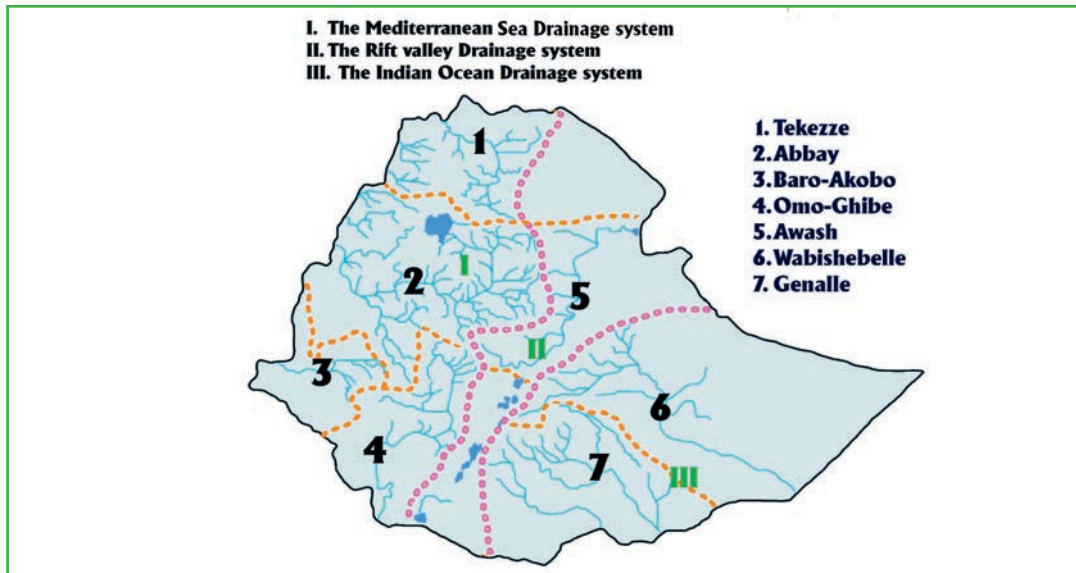 I. The Mediterranean Sea Drainage system
II. The Rift valley Drainage system
III. The Indian Ocean Drainage system
1. Tekezze
2. Abbay
3. Baro-Akobo
4. Omo-Ghibe
5. Awash
6. Wabishebelle
7. Genalle
1
I
2
5
II
3
6
4
7
III